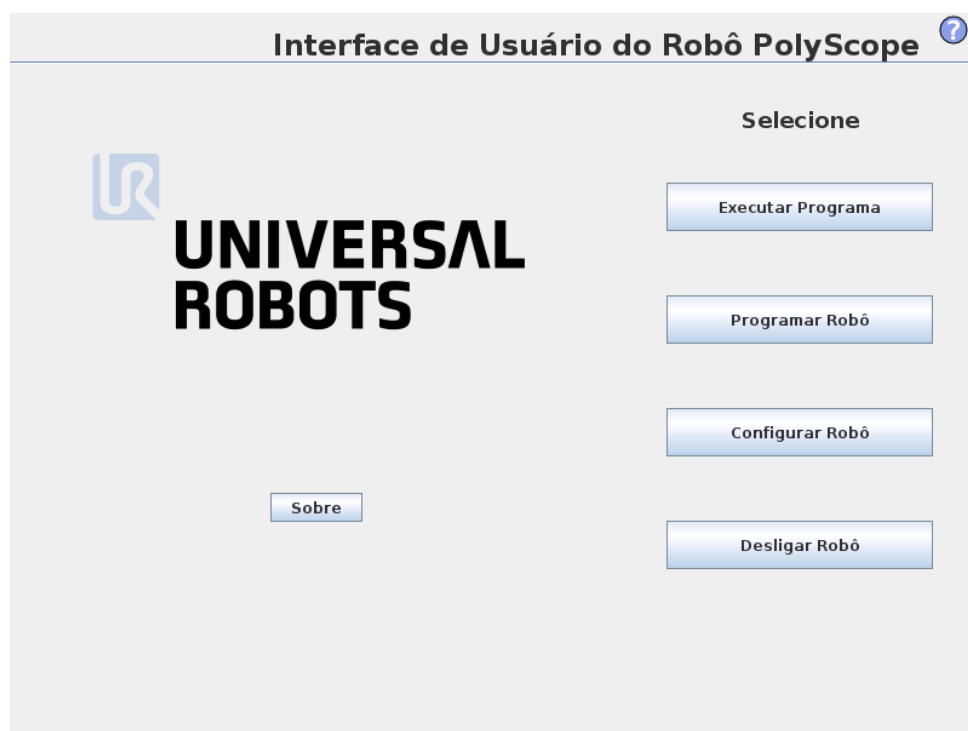 Interface de Usuário do Robô PolyScope
?
Selecione
UR
UNIVERSAL
ROBOTS
Executar Programa
Programar Robô
Configurar Robô
Sobre
Desligar Robô